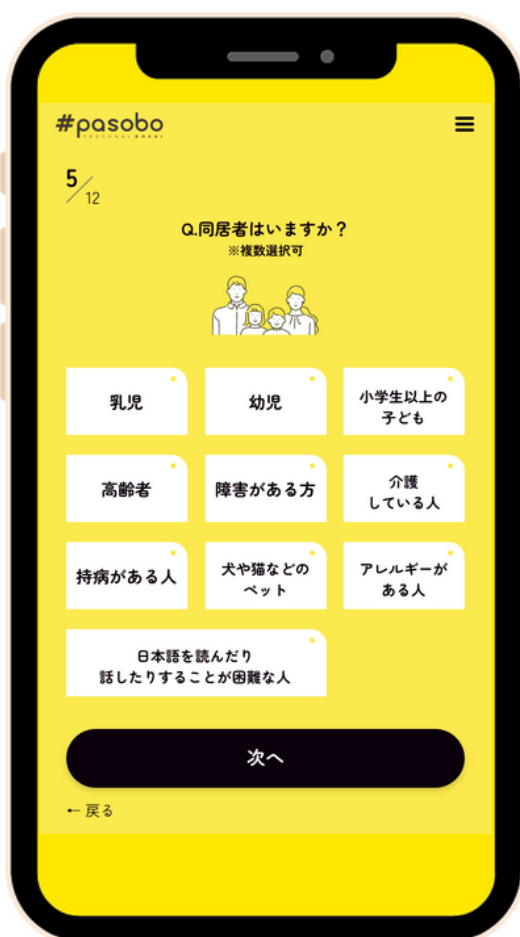 #pasobo
PERSONAL BOSAI
5/12
Q.同居者はいますか？
※複数選択可
乳児
幼児
小学生以上の
子ども
高齢者
障害がある方
介護
している人
持病がある人
犬や猫などの
ペット
アレルギーが
ある人
日本語を読んだり
話したりすることが困難な人
次へ
← 戻る